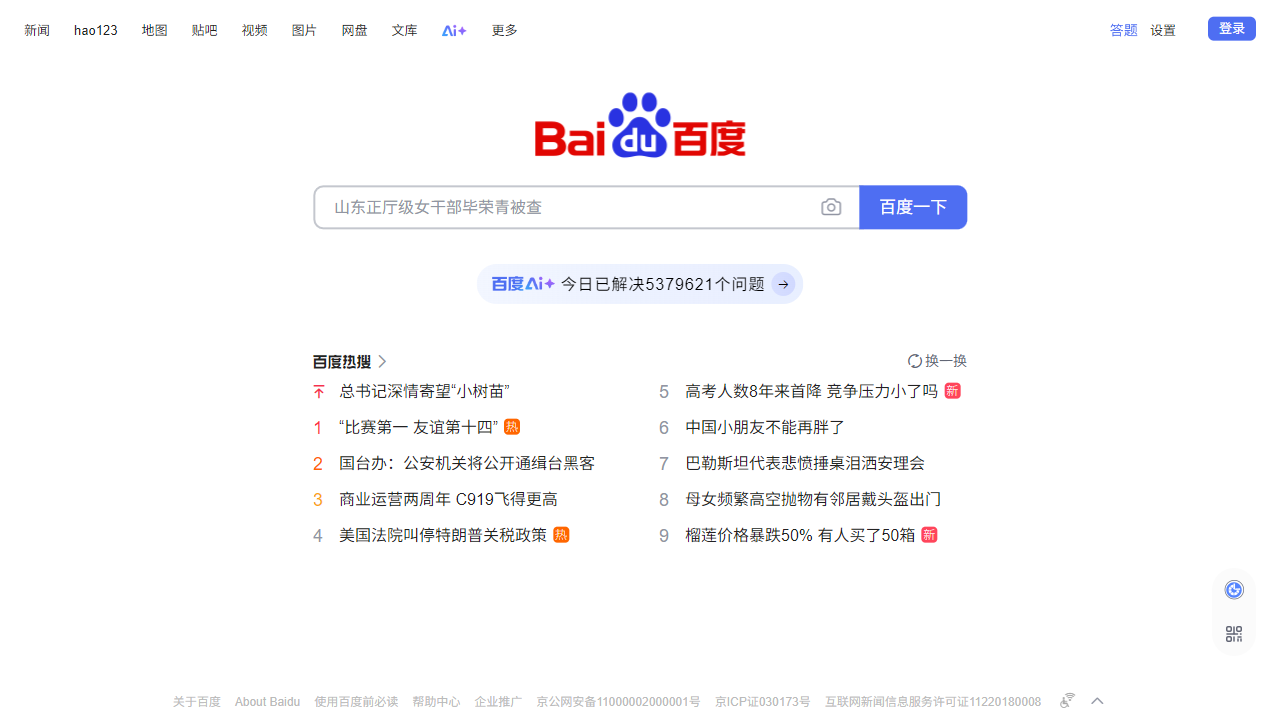 新闻 hao123 地图 贴吧 视频 图片 网盘 文库 Ai+ 更多 答题 设置 登录
Bai du 百度
山东正厅级女干部毕荣青被查 百度一下
百度Ai+ 今日已解决5379621个问题
百度热搜 换一换
总书记深情寄望“小树苗”
1 “比赛第一 友谊第十四” 热
2 国台办：公安机关将公开通缉台黑客
3 商业运营两周年 C919飞得更高
4 美国法院叫停特朗普关税政策 热
5 高考人数8年来首降 竞争压力小了吗 新
6 中国小朋友不能再胖了
7 巴勒斯坦代表悲愤捶桌泪洒安理会
8 母女频繁高空抛物有邻居戴头盔出门
9 榴莲价格暴跌50% 有人买了50箱 新
关于百度 About Baidu 使用百度前必读 帮助中心 企业推广 京公网安备11000002000001号 京ICP证030173号 互联网新闻信息服务许可证11220180008